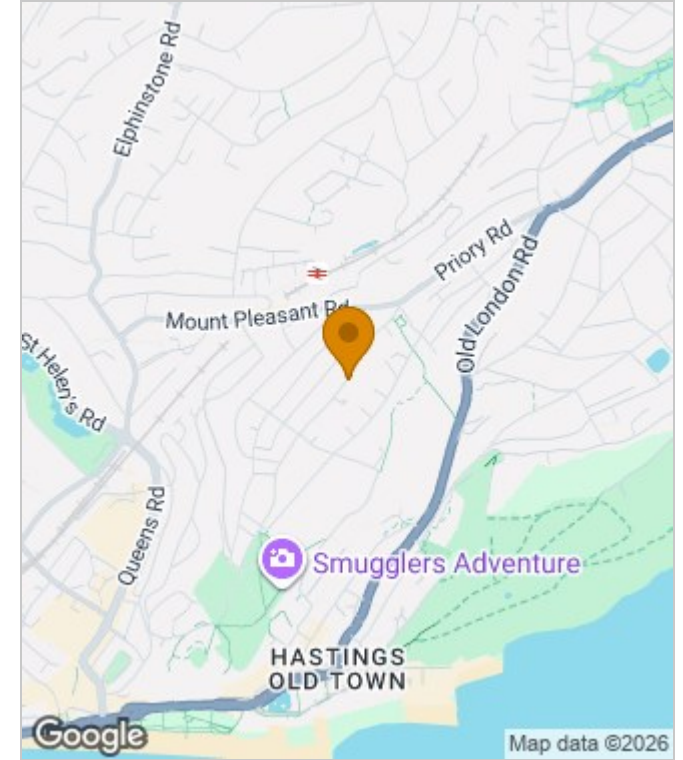 Elphinstone Rd
Priory Rd
Mount Pleasant Rd
Old London Rd
St Helen's Rd
Queens Rd
Smugglers Adventure
HASTINGS
OLD TOWN
Google
Map data ©2026